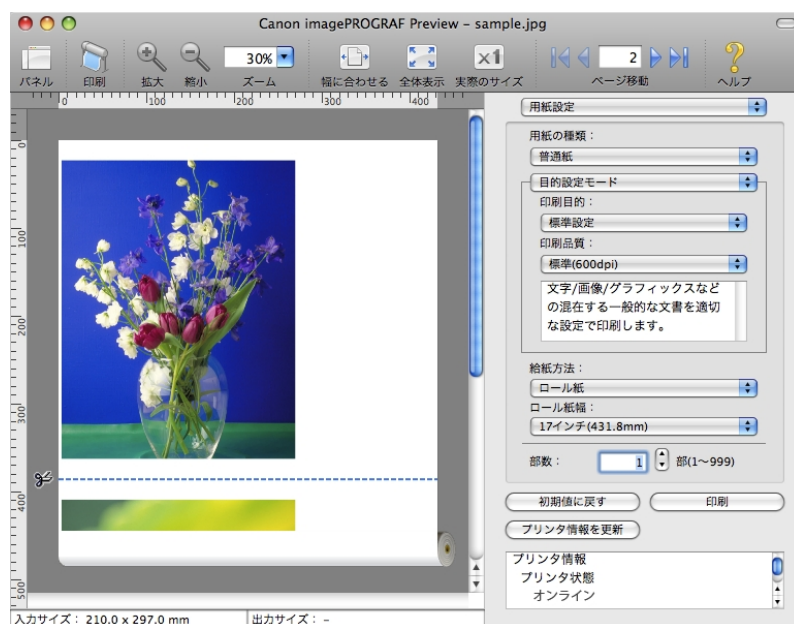 Canon imagePROGRAF Preview – sample.jpg
30%
2
パネル 印刷 拡大 縮小 ズーム 幅に合わせる 全体表示 実際のサイズ ページ移動 ヘルプ
0 100 200 300 400
0
100
200
300
400
500
用紙設定
用紙の種類：
普通紙
目的設定モード
印刷目的：
標準設定
印刷品質：
標準(600dpi)
文字/画像/グラフィックスなど
の混在する一般的な文書を適切
な設定で印刷します。
給紙方法：
ロール紙
ロール紙幅：
17インチ(431.8mm)
部数： 1 部(1〜999)
初期値に戻す 印刷
プリンタ情報を更新
プリンタ情報
プリンタ状態
オンライン
入力サイズ： 210.0 x 297.0 mm 出力サイズ： –